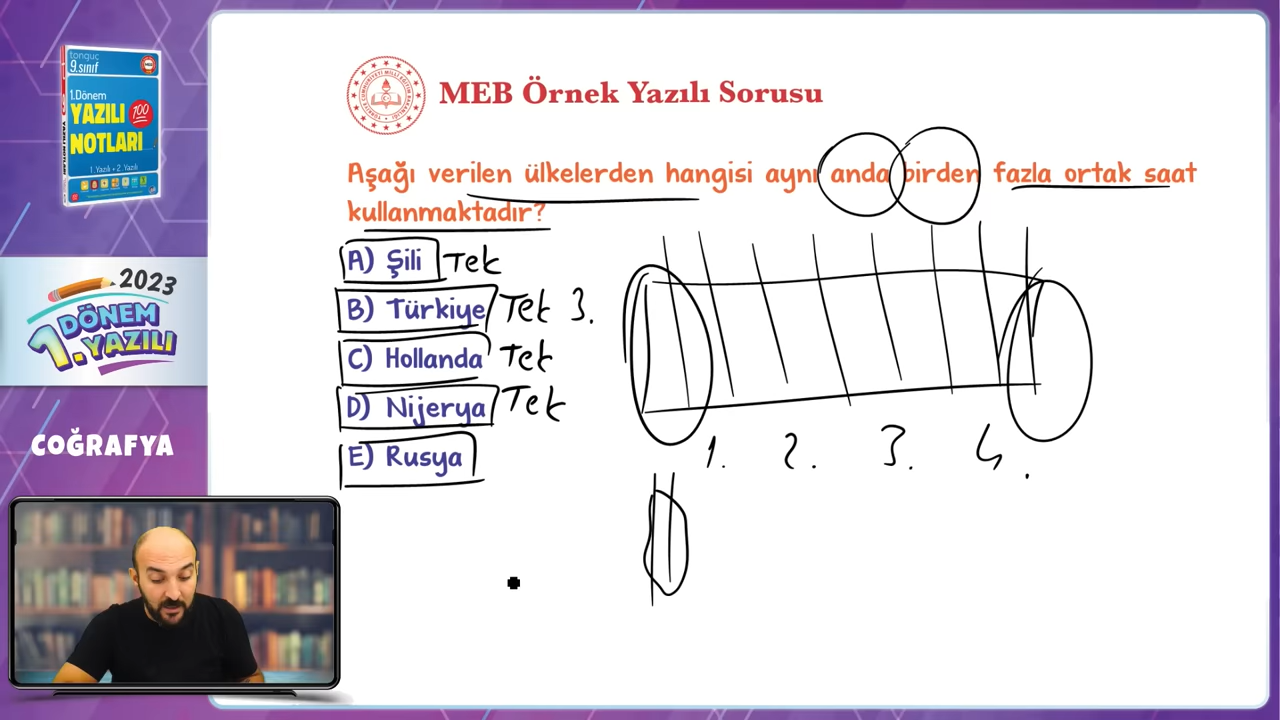 tonguç
9.sınıf
1.Dönem
YAZILI
100
NOTLARI
1. Yazılı - 2. Yazılı
YAZILI NOTLARI
2023
1. DÖNEM
YAZILI
COĞRAFYA
MEB Örnek Yazılı Sorusu
Aşağı verilen ülkelerden hangisi aynı anda birden fazla ortak saat
kullanmaktadır?
A) Şili Tek
B) Türkiye Tek 3.
C) Hollanda Tek
D) Nijerya Tek
E) Rusya
1. 2. 3. 4.